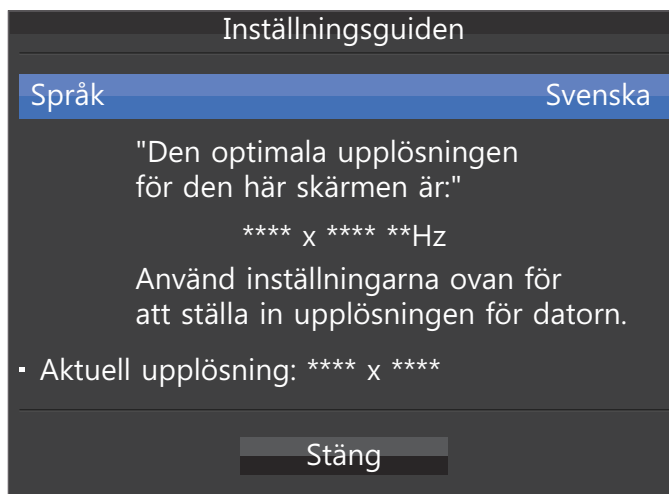 Inställningsguiden
Språk Svenska
"Den optimala upplösningen
för den här skärmen är:"
**** x **** **Hz
Använd inställningarna ovan för
att ställa in upplösningen för datorn.
▪ Aktuell upplösning: **** x ****
Stäng